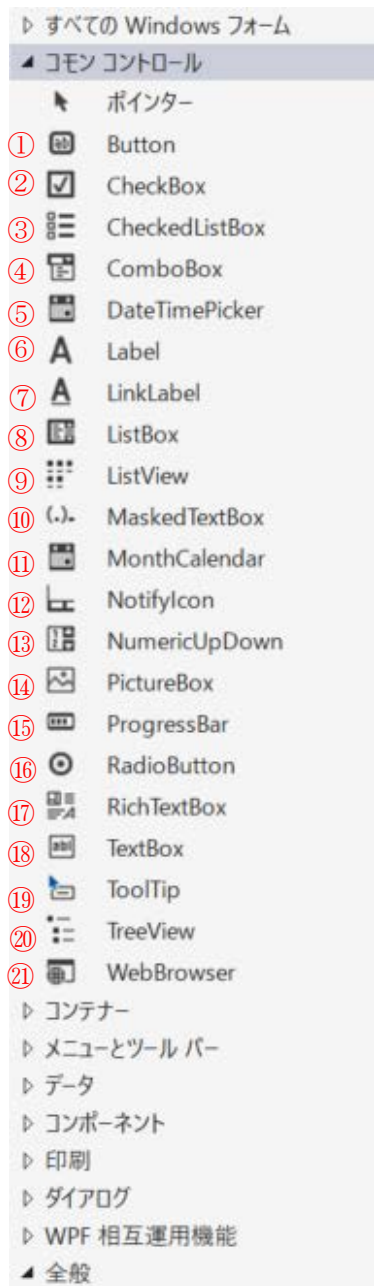 ▷ すべての Windows フォーム
◢ コモン コントロール
ポインター
① Button
② CheckBox
③ CheckedListBox
④ ComboBox
⑤ DateTimePicker
⑥ Label
⑦ LinkLabel
⑧ ListBox
⑨ ListView
⑩ MaskedTextBox
⑪ MonthCalendar
⑫ NotifyIcon
⑬ NumericUpDown
⑭ PictureBox
⑮ ProgressBar
⑯ RadioButton
⑰ RichTextBox
⑱ TextBox
⑲ ToolTip
⑳ TreeView
㉑ WebBrowser
▷ コンテナー
▷ メニューとツール バー
▷ データ
▷ コンポーネント
▷ 印刷
▷ ダイアログ
▷ WPF 相互運用機能
◢ 全般